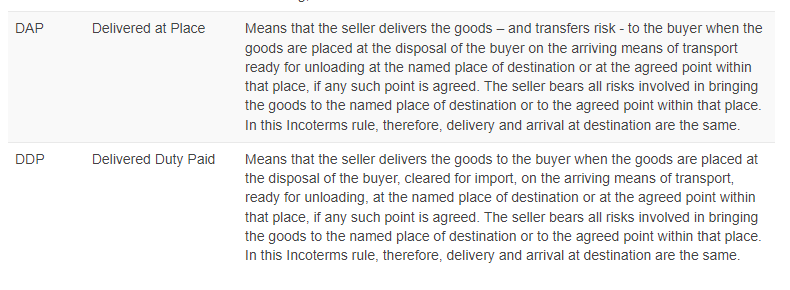 DAP Delivered at Place Means that the seller delivers the goods – and transfers risk - to the buyer when the
goods are placed at the disposal of the buyer on the arriving means of transport
ready for unloading at the named place of destination or at the agreed point within
that place, if any such point is agreed. The seller bears all risks involved in bringing
the goods to the named place of destination or to the agreed point within that place.
In this Incoterms rule, therefore, delivery and arrival at destination are the same.
DDP Delivered Duty Paid Means that the seller delivers the goods to the buyer when the goods are placed at
the disposal of the buyer, cleared for import, on the arriving means of transport,
ready for unloading, at the named place of destination or at the agreed point within
that place, if any such point is agreed. The seller bears all risks involved in bringing
the goods to the named place of destination or to the agreed point within that place.
In this Incoterms rule, therefore, delivery and arrival at destination are the same.